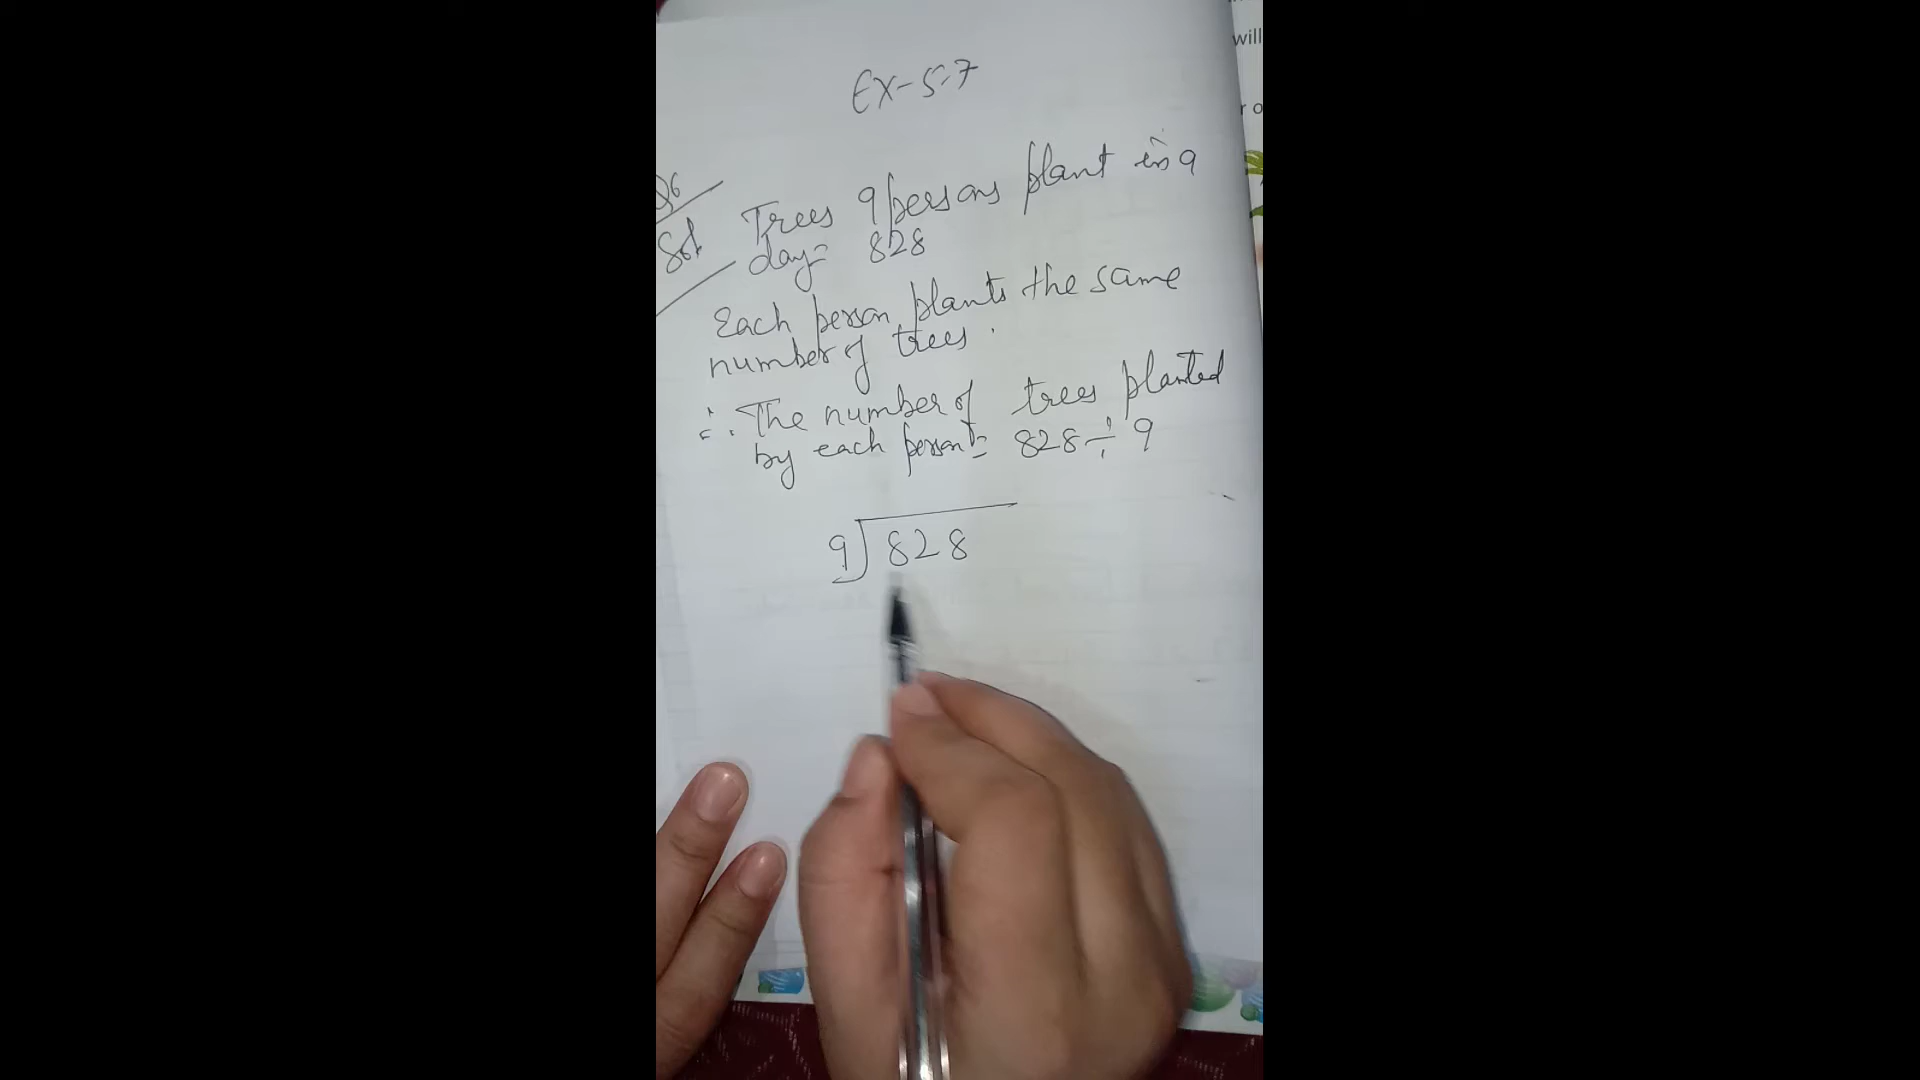 Ex-5.7
Q6
Sol Trees 9 persons plant in a
day= 828
Each person plants the same
number of trees.
∴ The number of trees planted
by each person = 828 ÷ 9
9) 828
will
r o